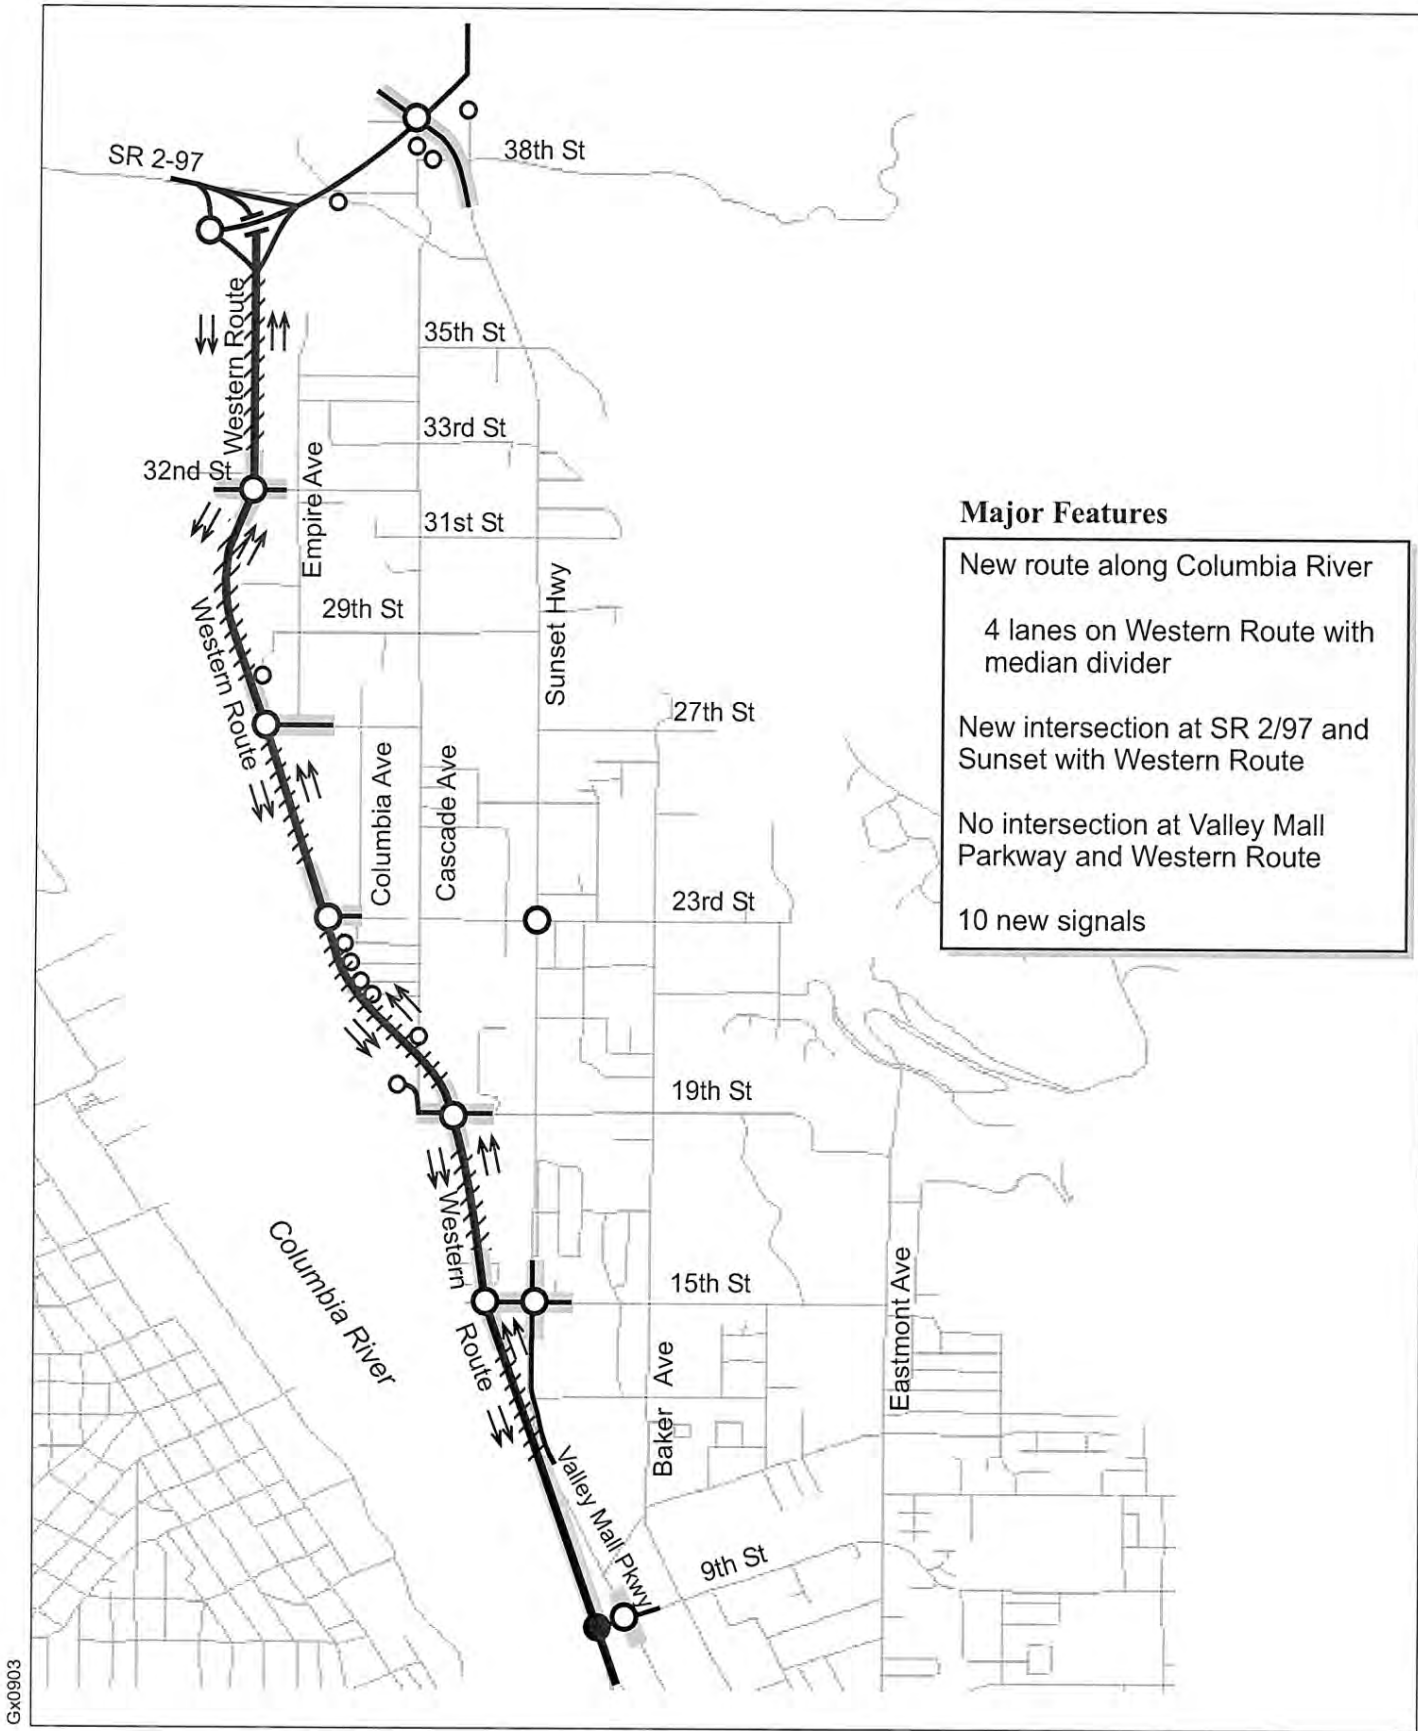 38th St
SR 2-97
Western Route
35th St
33rd St
32nd St
Empire Ave
31st St
Major Features
New route along Columbia River
4 lanes on Western Route with
median divider
New intersection at SR 2/97 and
Sunset with Western Route
No intersection at Valley Mall
Parkway and Western Route
10 new signals
29th St
Sunset Hwy
Western Route
27th St
Columbia Ave
Cascade Ave
23rd St
19th St
Western
Route
Columbia River
15th St
Eastmont Ave
Baker Ave
Valley Mall Pkwy
9th St
Gx0903